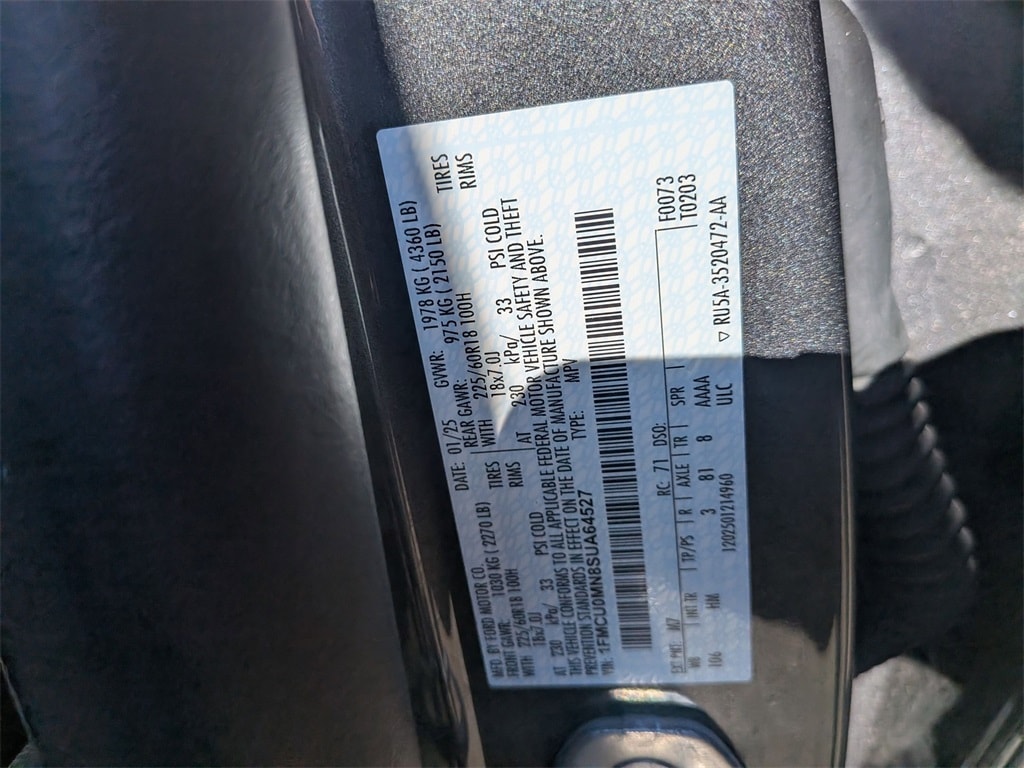 MFD. BY FORD MOTOR CO.
DATE: 01/25 GVWR: 1978 KG ( 4360 LB)
FRONT GAWR: 1030 KG ( 2270 LB)
REAR GAWR: 975 KG ( 2150 LB)
WITH 225/60R18 100H TIRES
WITH 225/60R18 100H TIRES
18x7.0J RIMS
18x7.0J RIMS
AT 230 kPa/ 33 PSI COLD
AT 230 kPa/ 33 PSI COLD
THIS VEHICLE CONFORMS TO ALL APPLICABLE FEDERAL MOTOR VEHICLE SAFETY AND THEFT
PREVENTION STANDARDS IN EFFECT ON THE DATE OF MANUFACTURE SHOWN ABOVE.
VIN: 1FMCU0MN8SUA64527 TYPE: MPV
F0073
T0203
EXT PNT: M7 RC: 71 DSO:
WB INT TR TP/PS R AXLE TR SPR
106 HM 3 81 8 AAAA
120250121496O ULC
▽ RU5A-3520472-AA